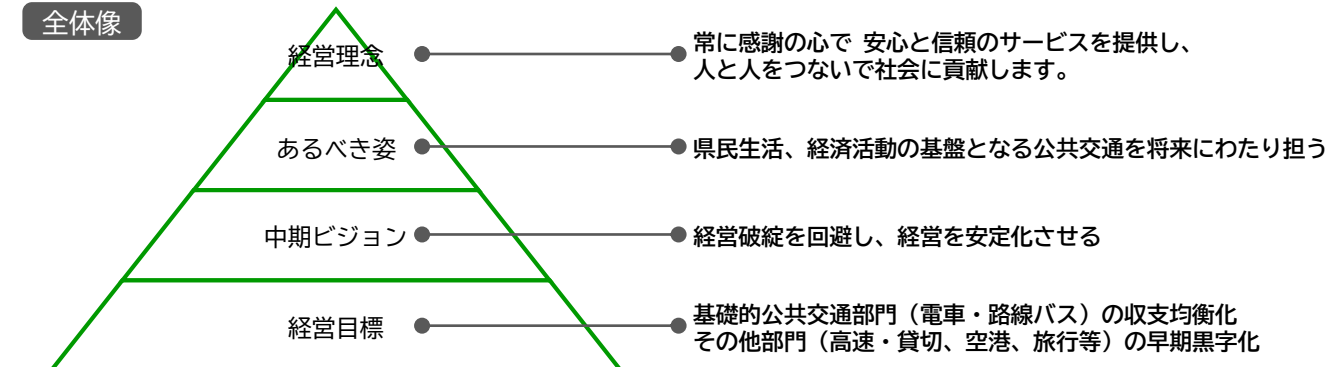 全体像
経営理念
常に感謝の心で 安心と信頼のサービスを提供し、
人と人をつないで社会に貢献します。
あるべき姿
県民生活、経済活動の基盤となる公共交通を将来にわたり担う
中期ビジョン
経営破綻を回避し、経営を安定化させる
経営目標
基礎的公共交通部門（電車・路線バス）の収支均衡化
その他部門（高速・貸切、空港、旅行等）の早期黒字化